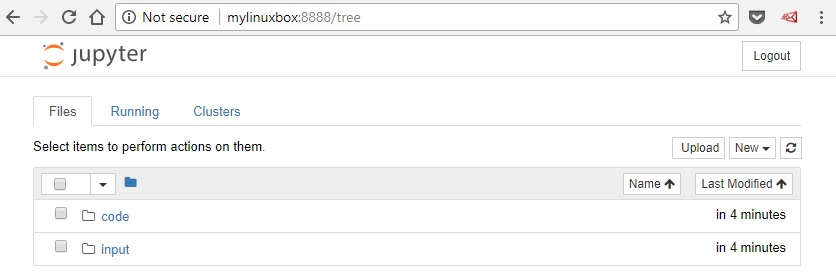 Not secure | mylinuxbox:8888/tree
jupyter
Logout
Files Running Clusters
Select items to perform actions on them.
Upload New
Name Last Modified
code in 4 minutes
input in 4 minutes